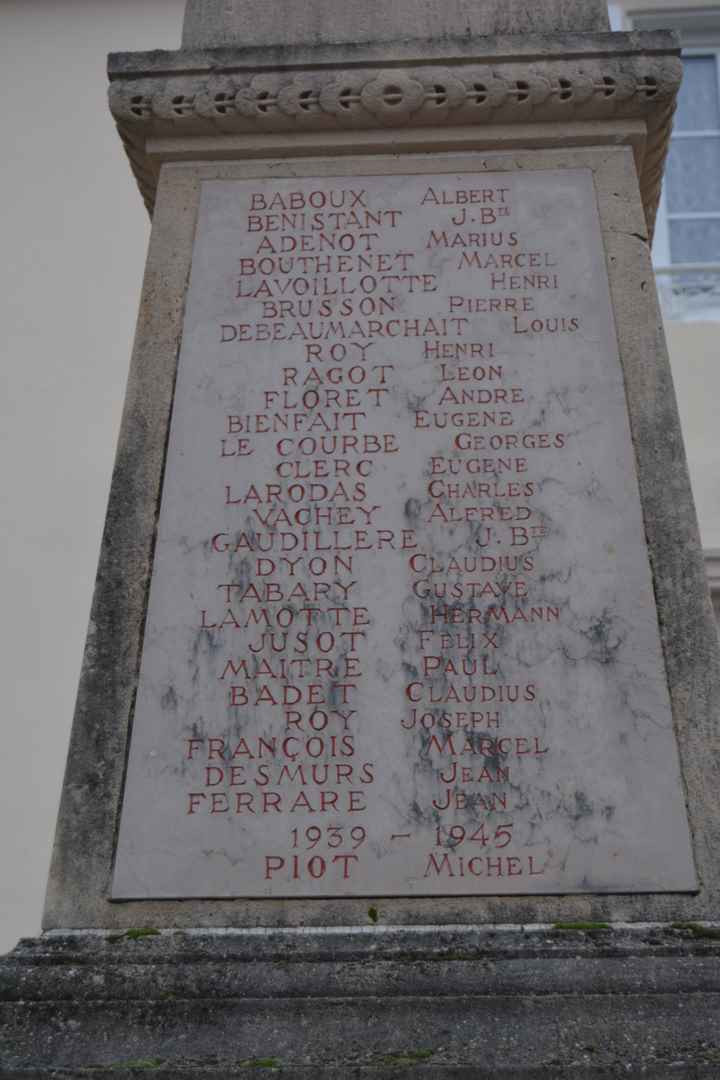 BABOUX ALBERT
BENISTANT J. BTE
ADENOT MARIUS
BOUTHENET MARCEL
LAVOILLOTTE HENRI
BRUSSON PIERRE
DEBEAUMARCHAIT LOUIS
ROY HENRI
RAGOT LEON
FLORET ANDRE
BIENFAIT EUGENE
LE COURBE GEORGES
CLERC EUGENE
LARODAS CHARLES
VACHEY ALFRED
GAUDILLERE J. BTE
DYON CLAUDIUS
TABARY GUSTAVE
LAMOTTE HERMANN
JUSOT FELIX
MAITRE PAUL
BADET CLAUDIUS
ROY JOSEPH
FRANÇOIS MARCEL
DESMURS JEAN
FERRARE JEAN
1939 - 1945
PIOT MICHEL